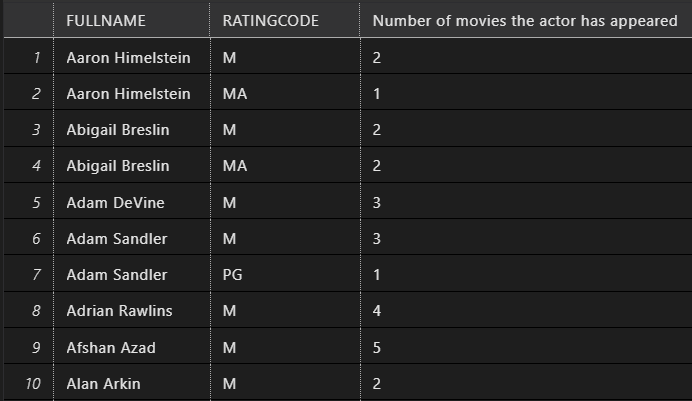 FULLNAME RATINGCODE Number of movies the actor has appeared
1 Aaron Himelstein M 2
2 Aaron Himelstein MA 1
3 Abigail Breslin M 2
4 Abigail Breslin MA 2
5 Adam DeVine M 3
6 Adam Sandler M 3
7 Adam Sandler PG 1
8 Adrian Rawlins M 4
9 Afshan Azad M 5
10 Alan Arkin M 2